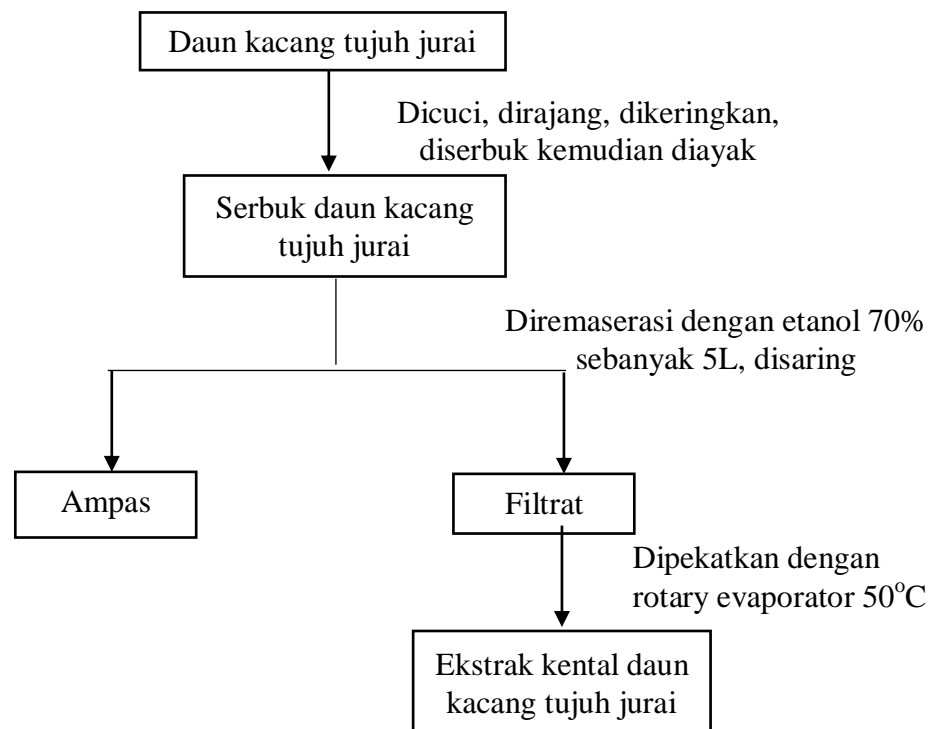 Daun kacang tujuh jurai
Dicuci, dirajang, dikeringkan,
diserbuk kemudian diayak
Serbuk daun kacang
tujuh jurai
Diremaserasi dengan etanol 70%
sebanyak 5L, disaring
Ampas
Filtrat
Dipekatkan dengan
rotary evaporator 50°C
Ekstrak kental daun
kacang tujuh jurai